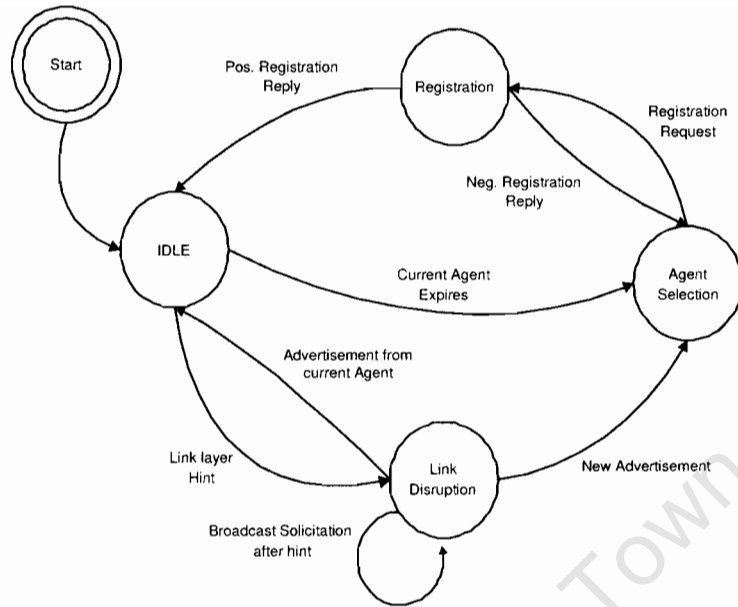 Start
Pos. Registration
Reply
Registration
Registration
Request
Neg. Registration
Reply
IDLE
Current Agent
Expires
Agent
Selection
Advertisement from
current Agent
Link layer
Hint
Link
Disruption
New Advertisement
Broadcast Solicitation
after hint
Town